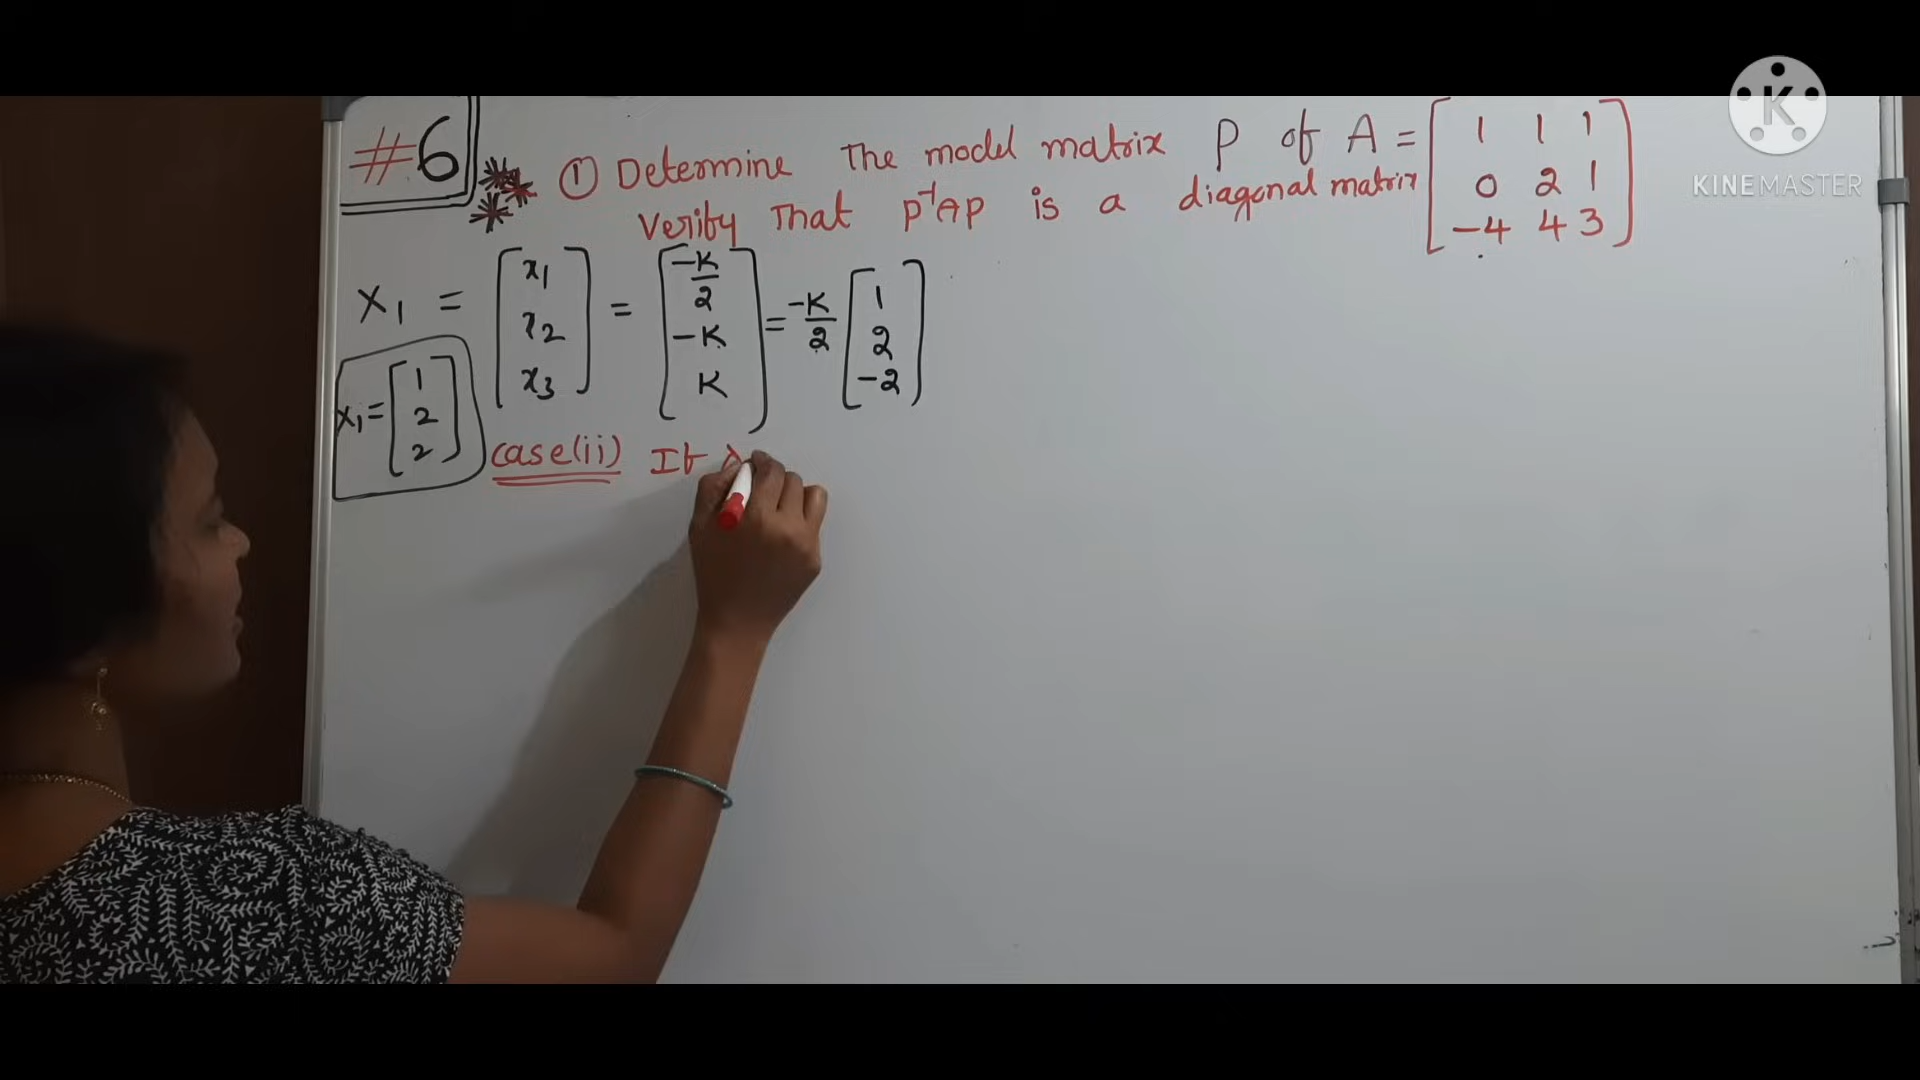 #6
① Determine The model matrix P of A = [1 1 1
0 2 1
-4 4 3]
Verify That P⁻¹AP is a diagonal matrix
X₁ = [x₁
x₂
x₃] = [-K/2
-K
K] = -K/2 [1
2
-2]
X₁ = [1
2
2]
case(ii) If λ
K
KINEMASTER